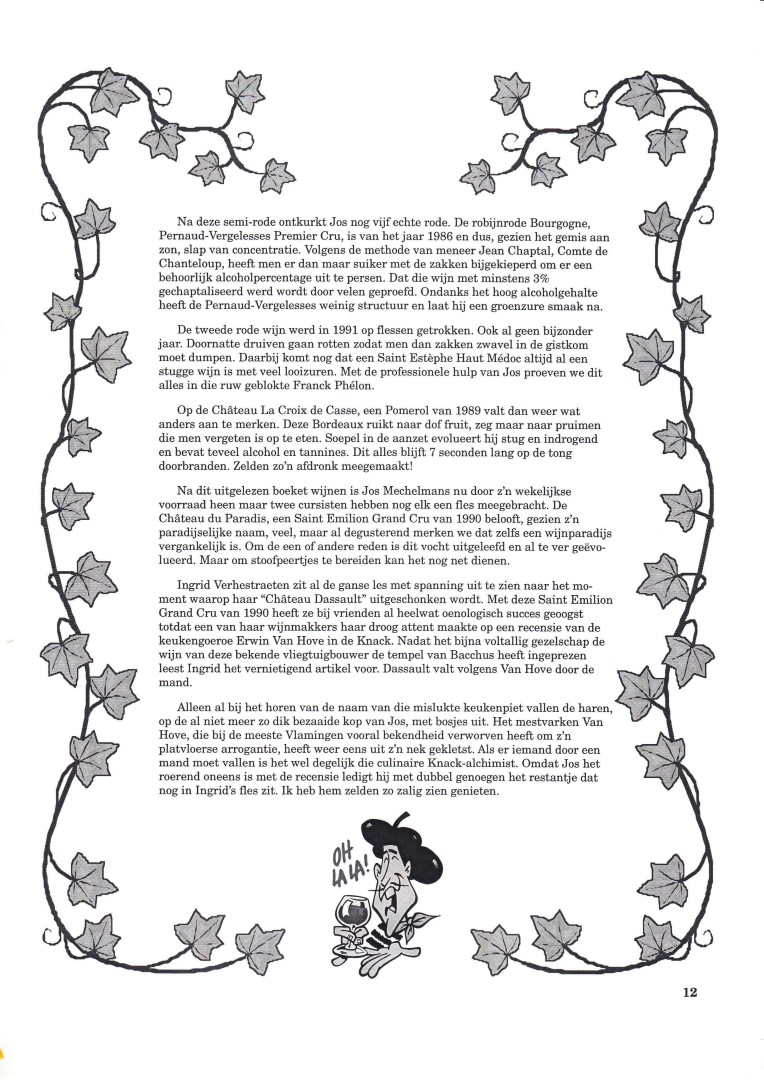 Na deze semi-rode ontkurkt Jos nog vijf echte rode. De robijnrode Bourgogne,
Pernaud-Vergelesses Premier Cru, is van het jaar 1986 en dus, gezien het gemis aan
zon, slap van concentratie. Volgens de methode van meneer Jean Chaptal, Comte de
Chanteloup, heeft men er dan maar suiker met de zakken bijgekieperd om er een
behoorlijk alcoholpercentage uit te persen. Dat die wijn met minstens 3%
gechaptaliseerd werd wordt door velen geproefd. Ondanks het hoog alcoholgehalte
heeft de Pernaud-Vergelesses weinig structuur en laat hij een groenzure smaak na.
De tweede rode wijn werd in 1991 op flessen getrokken. Ook al geen bijzonder
jaar. Doornatte druiven gaan rotten zodat men dan zakken zwavel in de gistkom
moet dumpen. Daarbij komt nog dat een Saint Estèphe Haut Médoc altijd al een
stugge wijn is met veel looizuren. Met de professionele hulp van Jos proeven we dit
alles in die ruw geblokte Franck Phélon.
Op de Château La Croix de Casse, een Pomerol van 1989 valt dan weer wat
anders aan te merken. Deze Bordeaux ruikt naar dof fruit, zeg maar naar pruimen
die men vergeten is op te eten. Soepel in de aanzet evolueert hij stug en indrogend
en bevat teveel alcohol en tannines. Dit alles blijft 7 seconden lang op de tong
doorbranden. Zelden zo'n afdronk meegemaakt!
Na dit uitgelezen boeket wijnen is Jos Mechelmans nu door z'n wekelijkse
voorraad heen maar twee cursisten hebben nog elk een fles meegebracht. De
Château du Paradis, een Saint Emilion Grand Cru van 1990 belooft, gezien z'n
paradijselijke naam, veel, maar al degusterend merken we dat zelfs een wijnparadijs
vergankelijk is. Om de een of andere reden is dit vocht uitgeleefd en al te ver geëvo-
lueerd. Maar om stoofpeertjes te bereiden kan het nog net dienen.
Ingrid Verhestraeten zit al de ganse les met spanning uit te zien naar het mo-
ment waarop haar "Château Dassault" uitgeschonken wordt. Met deze Saint Emilion
Grand Cru van 1990 heeft ze bij vrienden al heelwat oenologisch succes geoogst
totdat een van haar wijnmakkers haar droog attent maakte op een recensie van de
keukengoeroe Erwin Van Hove in de Knack. Nadat het bijna voltallig gezelschap de
wijn van deze bekende vliegtuigbouwer de tempel van Bacchus heeft ingeprezen
leest Ingrid het vernietigend artikel voor. Dassault valt volgens Van Hove door de
mand.
Alleen al bij het horen van de naam van die mislukte keukenpiet vallen de haren,
op de al niet meer zo dik bezaaide kop van Jos, met bosjes uit. Het mestvarken Van
Hove, die bij de meeste Vlamingen vooral bekendheid verworven heeft om z'n
platvloerse arrogantie, heeft weer eens uit z'n nek gekletst. Als er iemand door een
mand moet vallen is het wel degelijk die culinaire Knack-alchimist. Omdat Jos het
roerend oneens is met de recensie ledigt hij met dubbel genoegen het restantje dat
nog in Ingrid's fles zit. Ik heb hem zelden zo zalig zien genieten.
OH
LA LA!
12